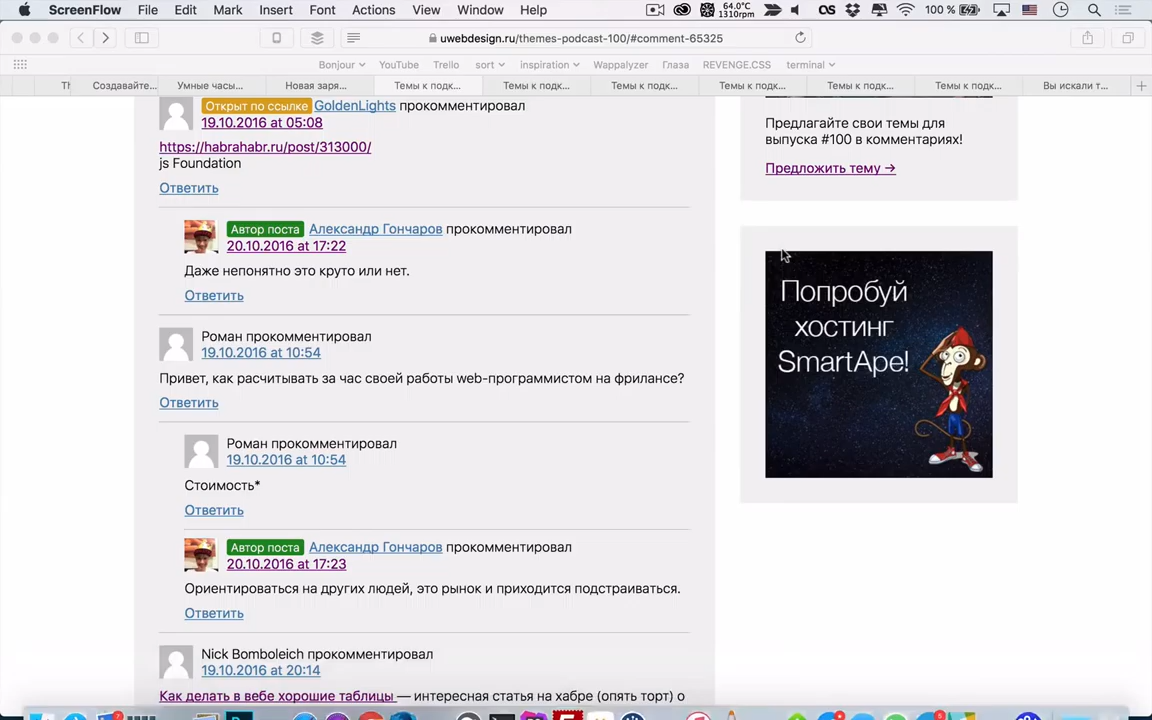 ScreenFlow File Edit Mark Insert Font Actions View Window Help 64.0°C 1310rpm 100 %
uwebdesign.ru/themes-podcast-100/#comment-65325
Bonjour YouTube Trello sort inspiration Wappalyzer Глаза REVENGE.CSS terminal
Создавайте... Умные часы... Новая заря... Темы к подк... Темы к подк... Темы к подк... Темы к подк... Темы к подк... Темы к подк... Вы искали т...
Открыт по ссылке GoldenLights прокомментировал
19.10.2016 at 05:08
https://habrahabr.ru/post/313000/
js Foundation
Ответить
Автор поста Александр Гончаров прокомментировал
20.10.2016 at 17:22
Даже непонятно это круто или нет.
Ответить
Роман прокомментировал
19.10.2016 at 10:54
Привет, как расчитывать за час своей работы web-программистом на фрилансе?
Ответить
Роман прокомментировал
19.10.2016 at 10:54
Стоимость*
Ответить
Автор поста Александр Гончаров прокомментировал
20.10.2016 at 17:23
Ориентироваться на других людей, это рынок и приходится подстраиваться.
Ответить
Nick Bomboleich прокомментировал
19.10.2016 at 20:14
Как делать в вебе хорошие таблицы — интересная статья на хабре (опять торт) о
Предлагайте свои темы для
выпуска #100 в комментариях!
Предложить тему →
Попробуй
хостинг
SmartApe!